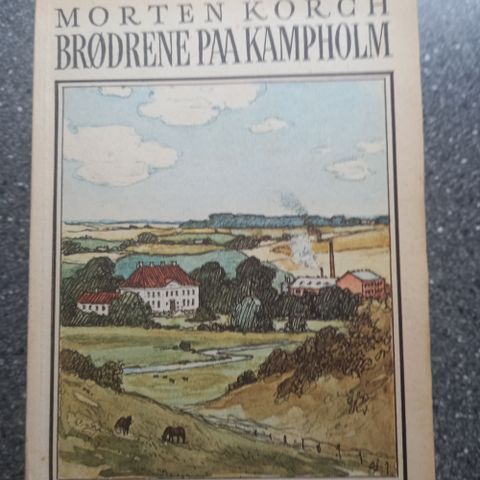 MORTEN KORCH
BRØDRENE PAA KAMPHOLM